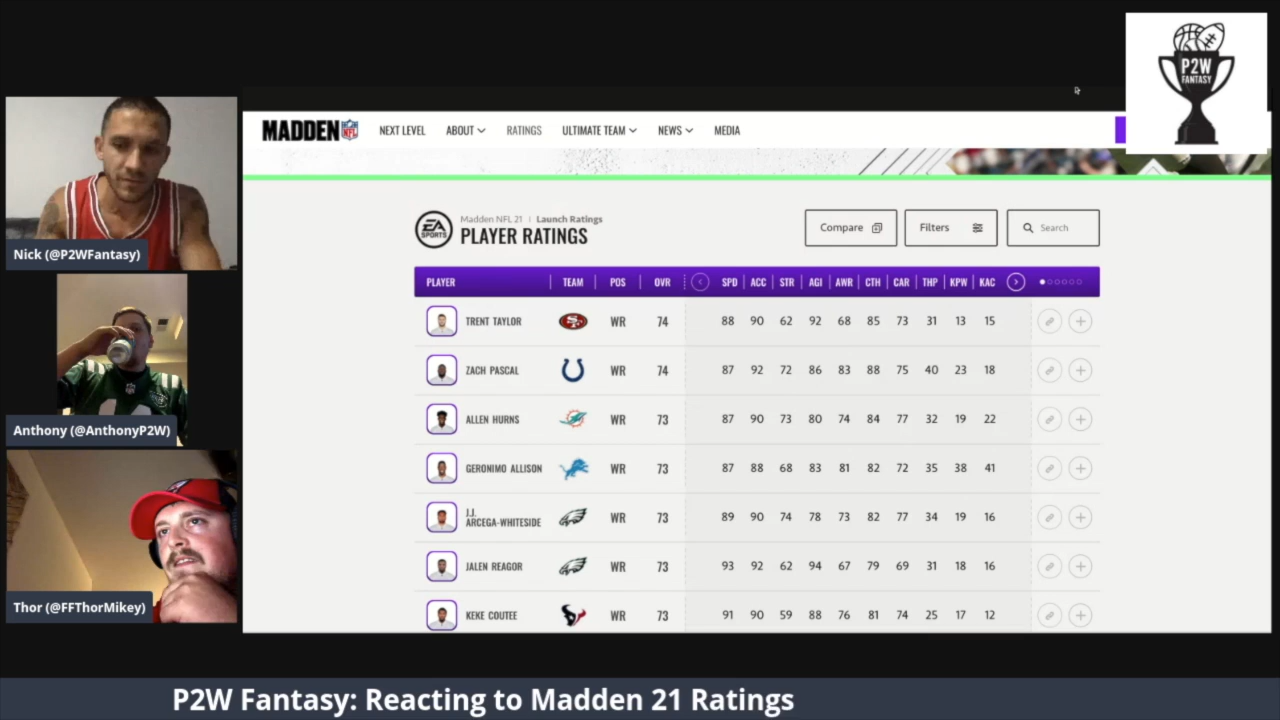 P2W
FANTASY
MADDEN NFL NEXT LEVEL ABOUT RATINGS ULTIMATE TEAM NEWS MEDIA
Nick (@P2WFantasy)
Anthony (@AnthonyP2W)
Thor (@FFThorMikey)
EA SPORTS
Madden NFL 21 | Launch Ratings
PLAYER RATINGS
Compare Filters Search
PLAYER TEAM POS OVR SPD ACC STR AGI AWR CTH CAR THP KPW KAC
TRENT TAYLOR WR 74 88 90 62 92 68 85 73 31 13 15
ZACH PASCAL WR 74 87 92 72 86 83 88 75 40 23 18
ALLEN HURNS WR 73 87 90 73 80 74 84 77 32 19 22
GERONIMO ALLISON WR 73 87 88 68 83 81 82 72 35 38 41
J.J.
ARCEGA-WHITESIDE WR 73 89 90 74 78 73 82 77 34 19 16
JALEN REAGOR WR 73 93 92 62 94 67 79 69 31 18 16
KEKE COUTEE WR 73 91 90 59 88 76 81 74 25 17 12
P2W Fantasy: Reacting to Madden 21 Ratings